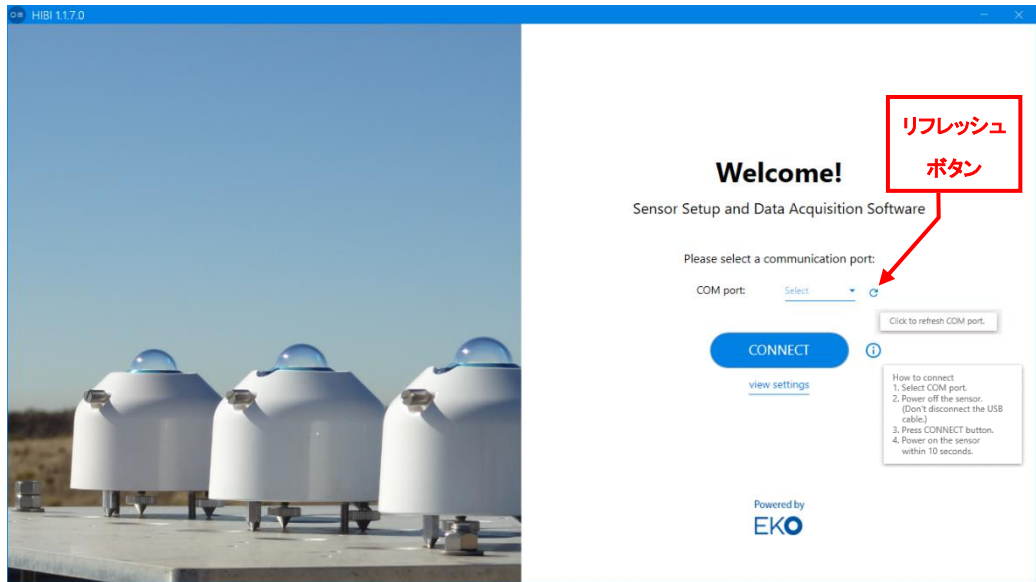 HIBI 1.1.7.0
リフレッシュ
ボタン
Welcome!
Sensor Setup and Data Acquisition Software
Please select a communication port:
COM port:
Select
Click to refresh COM port.
CONNECT
view settings
How to connect
1. Select COM port.
2. Power off the sensor.
(Don't disconnect the USB
cable.)
3. Press CONNECT button.
4. Power on the sensor
within 10 seconds.
Powered by
EKO